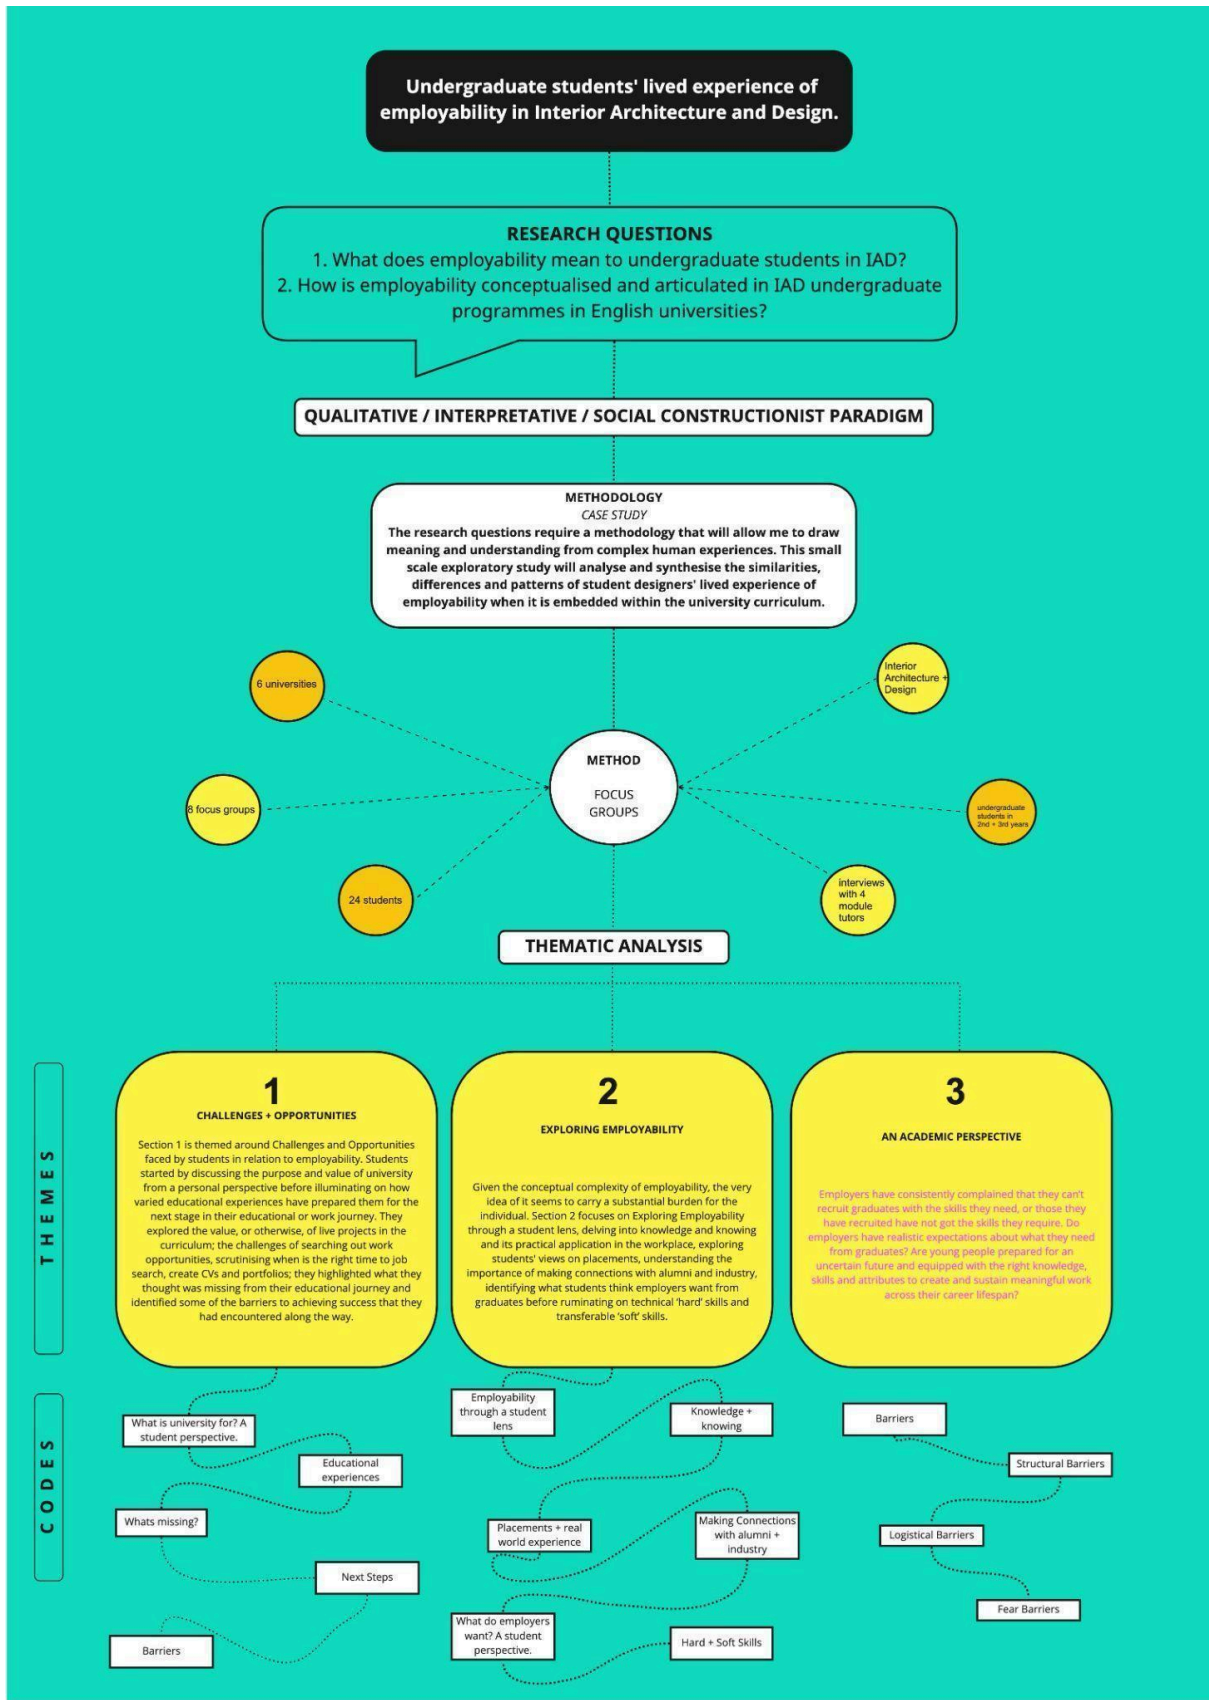 Undergraduate students' lived experience of
employability in Interior Architecture and Design.
RESEARCH QUESTIONS
1. What does employability mean to undergraduate students in IAD?
2. How is employability conceptualised and articulated in IAD undergraduate
programmes in English universities?
QUALITATIVE / INTERPRETATIVE / SOCIAL CONSTRUCTIONIST PARADIGM
METHODOLOGY
CASE STUDY
The research questions require a methodology that will allow me to draw
meaning and understanding from complex human experiences. This small
scale exploratory study will analyse and synthesise the similarities,
differences and patterns of student designers' lived experience of
employability when it is embedded within the university curriculum.
6 universities
8 focus groups
24 students
METHOD
FOCUS
GROUPS
Interior
Architecture +
Design
undergraduate
students in
2nd + 3rd years
interviews
with 4
module
tutors
THEMATIC ANALYSIS
THEMES
1
CHALLENGES + OPPORTUNITIES
Section 1 is themed around Challenges and Opportunities
faced by students in relation to employability. Students
started by discussing the purpose and value of university
from a personal perspective before illuminating on how
varied educational experiences have prepared them for the
next stage in their educational or work journey. They
explored the value, or otherwise, of live projects in the
curriculum; the challenges of searching out work
opportunities, scrutinising when is the right time to job
search, create CVs and portfolios; they highlighted what they
thought was missing from their educational journey and
identified some of the barriers to achieving success that they
had encountered along the way.
2
EXPLORING EMPLOYABILITY
Given the conceptual complexity of employability, the very
idea of it seems to carry a substantial burden for the
individual. Section 2 focuses on Exploring Employability
through a student lens, delving into knowledge and knowing
and its practical application in the workplace, exploring
students' views on placements, understanding the
importance of making connections with alumni and industry,
identifying what students think employers want from
graduates before ruminating on technical 'hard' skills and
transferable 'soft' skills.
3
AN ACADEMIC PERSPECTIVE
Employers have consistently complained that they can't
recruit graduates with the skills they need, or those they
have recruited have not got the skills they require. Do
employers have realistic expectations about what they need
from graduates? Are young people prepared for an
uncertain future and equipped with the right knowledge,
skills and attributes to create and sustain meaningful work
across their career lifespan?
CODES
What is university for? A
student perspective.
Educational
experiences
Whats missing?
Next Steps
Barriers
Employability
through a student
lens
Knowledge +
knowing
Placements + real
world experience
Making Connections
with alumni +
industry
What do employers
want? A student
perspective.
Hard + Soft Skills
Barriers
Structural Barriers
Logistical Barriers
Fear Barriers